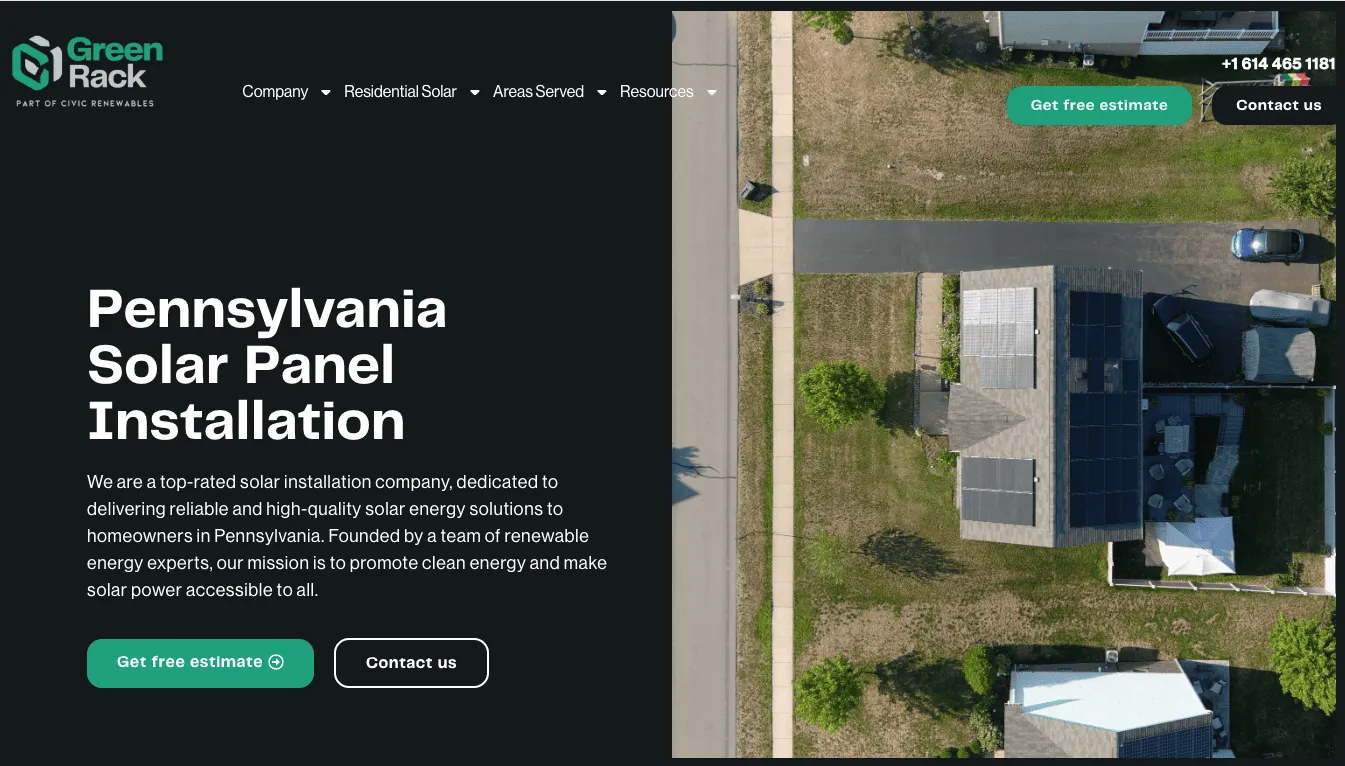 Green
Rack
PART OF CIVIC RENEWABLES
Company
Residential Solar
Areas Served
Resources
+1 614 465 1181
Get free estimate
Contact us
Pennsylvania
Solar Panel
Installation
We are a top-rated solar installation company, dedicated to
delivering reliable and high-quality solar energy solutions to
homeowners in Pennsylvania. Founded by a team of renewable
energy experts, our mission is to promote clean energy and make
solar power accessible to all.
Get free estimate
Contact us